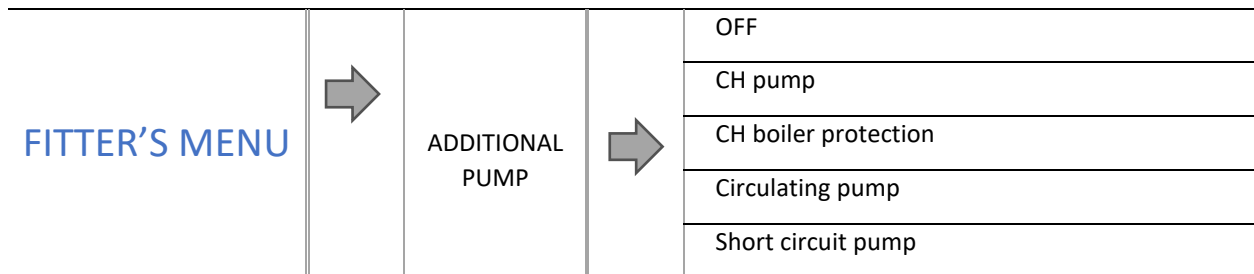 FITTER’S MENU
ADDITIONAL
PUMP
OFF
CH pump
CH boiler protection
Circulating pump
Short circuit pump